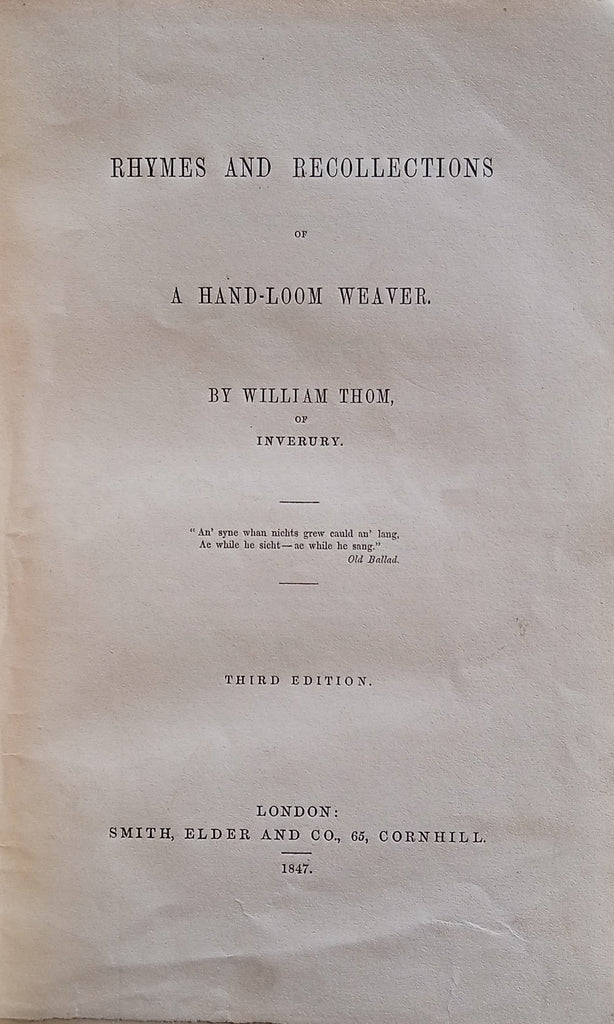 RHYMES AND RECOLLECTIONS
OF
A HAND-LOOM WEAVER.
BY WILLIAM THOM,
OF
INVERURY.
“An’ syne whan nichts grew cauld an’ lang,
Ae while he sicht—ae while he sang.”
Old Ballad.
THIRD EDITION.
LONDON:
SMITH, ELDER AND CO., 65, CORNHILL.
1847.